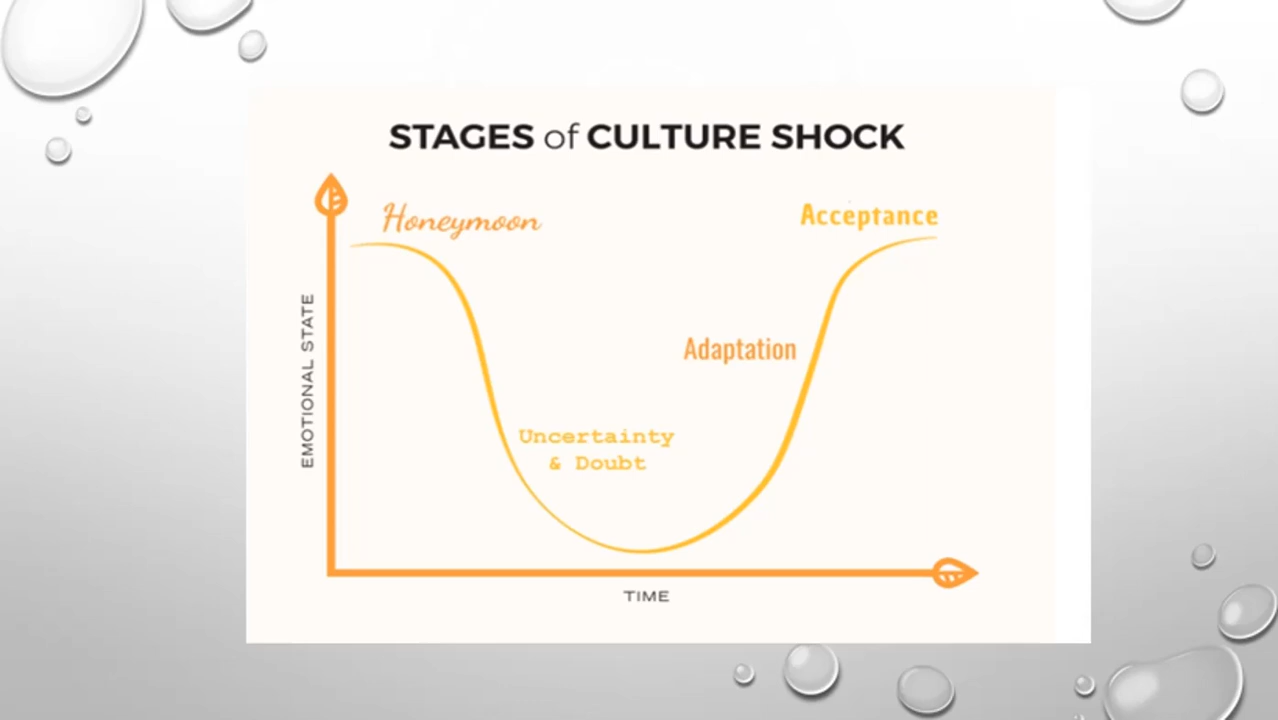 STAGES of CULTURE SHOCK
Honeymoon
Acceptance
EMOTIONAL STATE
Adaptation
Uncertainty
& Doubt
TIME